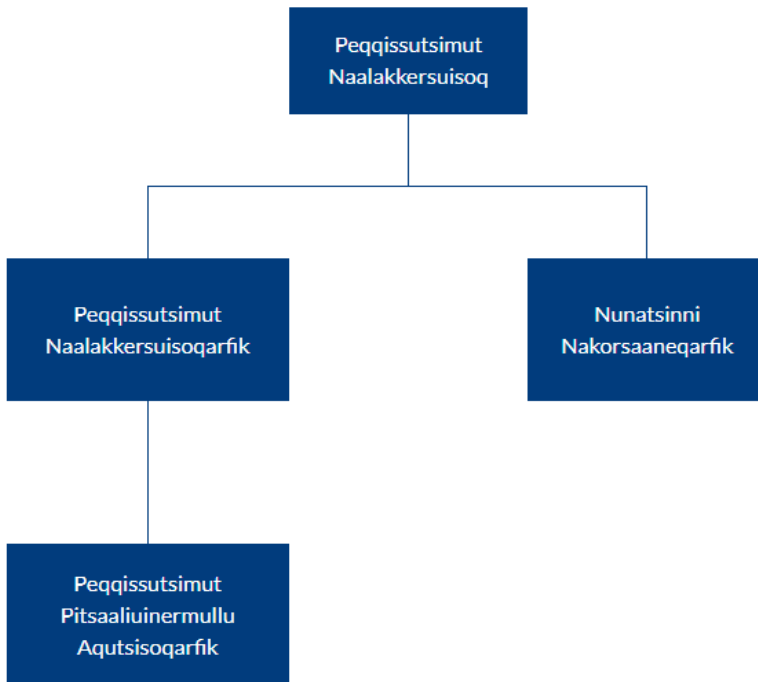 Peqqissutsimut
Naalakkersuisoq
Peqqissutsimut
Naalakkersuisoqarfik
Nunatsinni
Nakorsaaneqarfik
Peqqissutsimut
Pitsaaliuinermullu
Aqutsisoqarfik